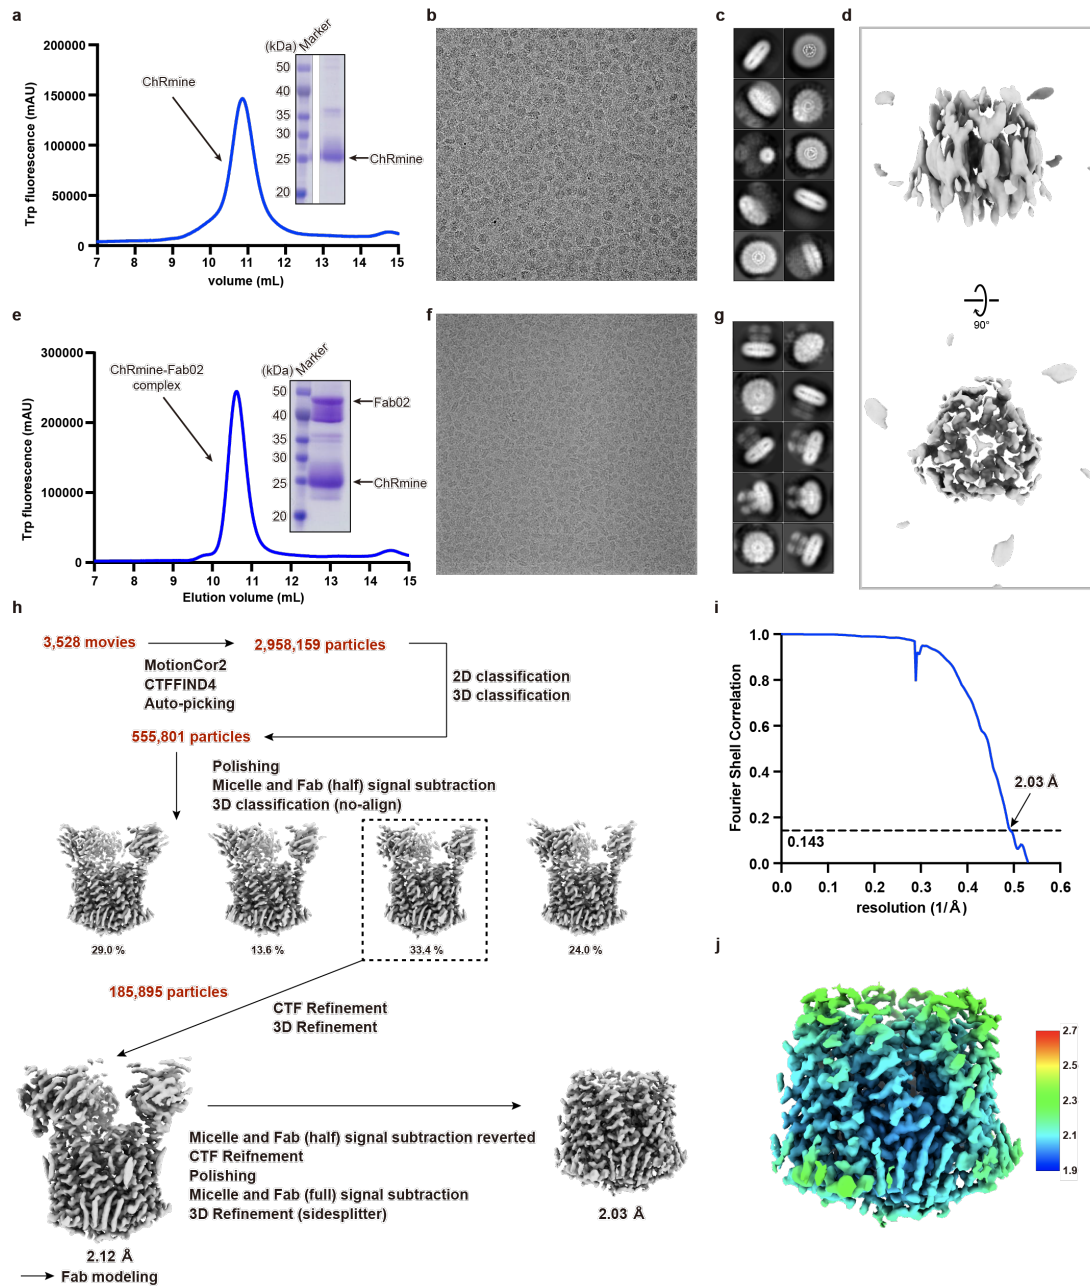 a
b
c
d
Trp fluorescence (mAU)
200000
150000
100000
50000
0
7 8 9 10 11 12 13 14 15
volume (mL)
ChRmine
(kDa)
Marker
50
40
35
30
25
20
ChRmine
90°
e
f
g
Trp fluorescence (mAU)
300000
200000
100000
0
7 8 9 10 11 12 13 14 15
Elution volume (mL)
ChRmine-Fab02
complex
(kDa)
Marker
50
40
35
30
25
20
Fab02
ChRmine
h
3,528 movies
2,958,159 particles
MotionCor2
CTFFIND4
Auto-picking
2D classification
3D classification
555,801 particles
Polishing
Micelle and Fab (half) signal subtraction
3D classification (no-align)
29.0 %
13.6 %
33.4 %
24.0 %
185,895 particles
CTF Refinement
3D Refinement
Micelle and Fab (half) signal subtraction reverted
CTF Reifnement
Polishing
Micelle and Fab (full) signal subtraction
3D Refinement (sidesplitter)
2.12 Å
Fab modeling
2.03 Å
i
Fourier Shell Correlation
1.0
0.8
0.6
0.4
0.2
0.0
0.143
2.03 Å
0.0 0.1 0.2 0.3 0.4 0.5 0.6
resolution (1/Å)
j
2.7
2.5
2.3
2.1
1.9